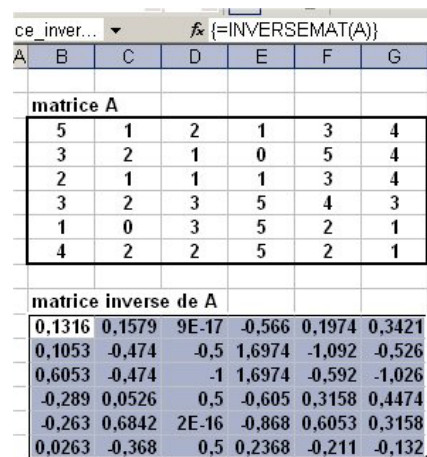 ce_inver... fx {=INVERSEMAT(A)}
A B C D E F G
matrice A
5 1 2 1 3 4
3 2 1 0 5 4
2 1 1 1 3 4
3 2 3 5 4 3
1 0 3 5 2 1
4 2 2 5 2 1
matrice inverse de A
0,1316 0,1579 9E-17 -0,566 0,1974 0,3421
0,1053 -0,474 -0,5 1,6974 -1,092 -0,526
0,6053 -0,474 -1 1,6974 -0,592 -1,026
-0,289 0,0526 0,5 -0,605 0,3158 0,4474
-0,263 0,6842 2E-16 -0,868 0,6053 0,3158
0,0263 -0,368 0,5 0,2368 -0,211 -0,132